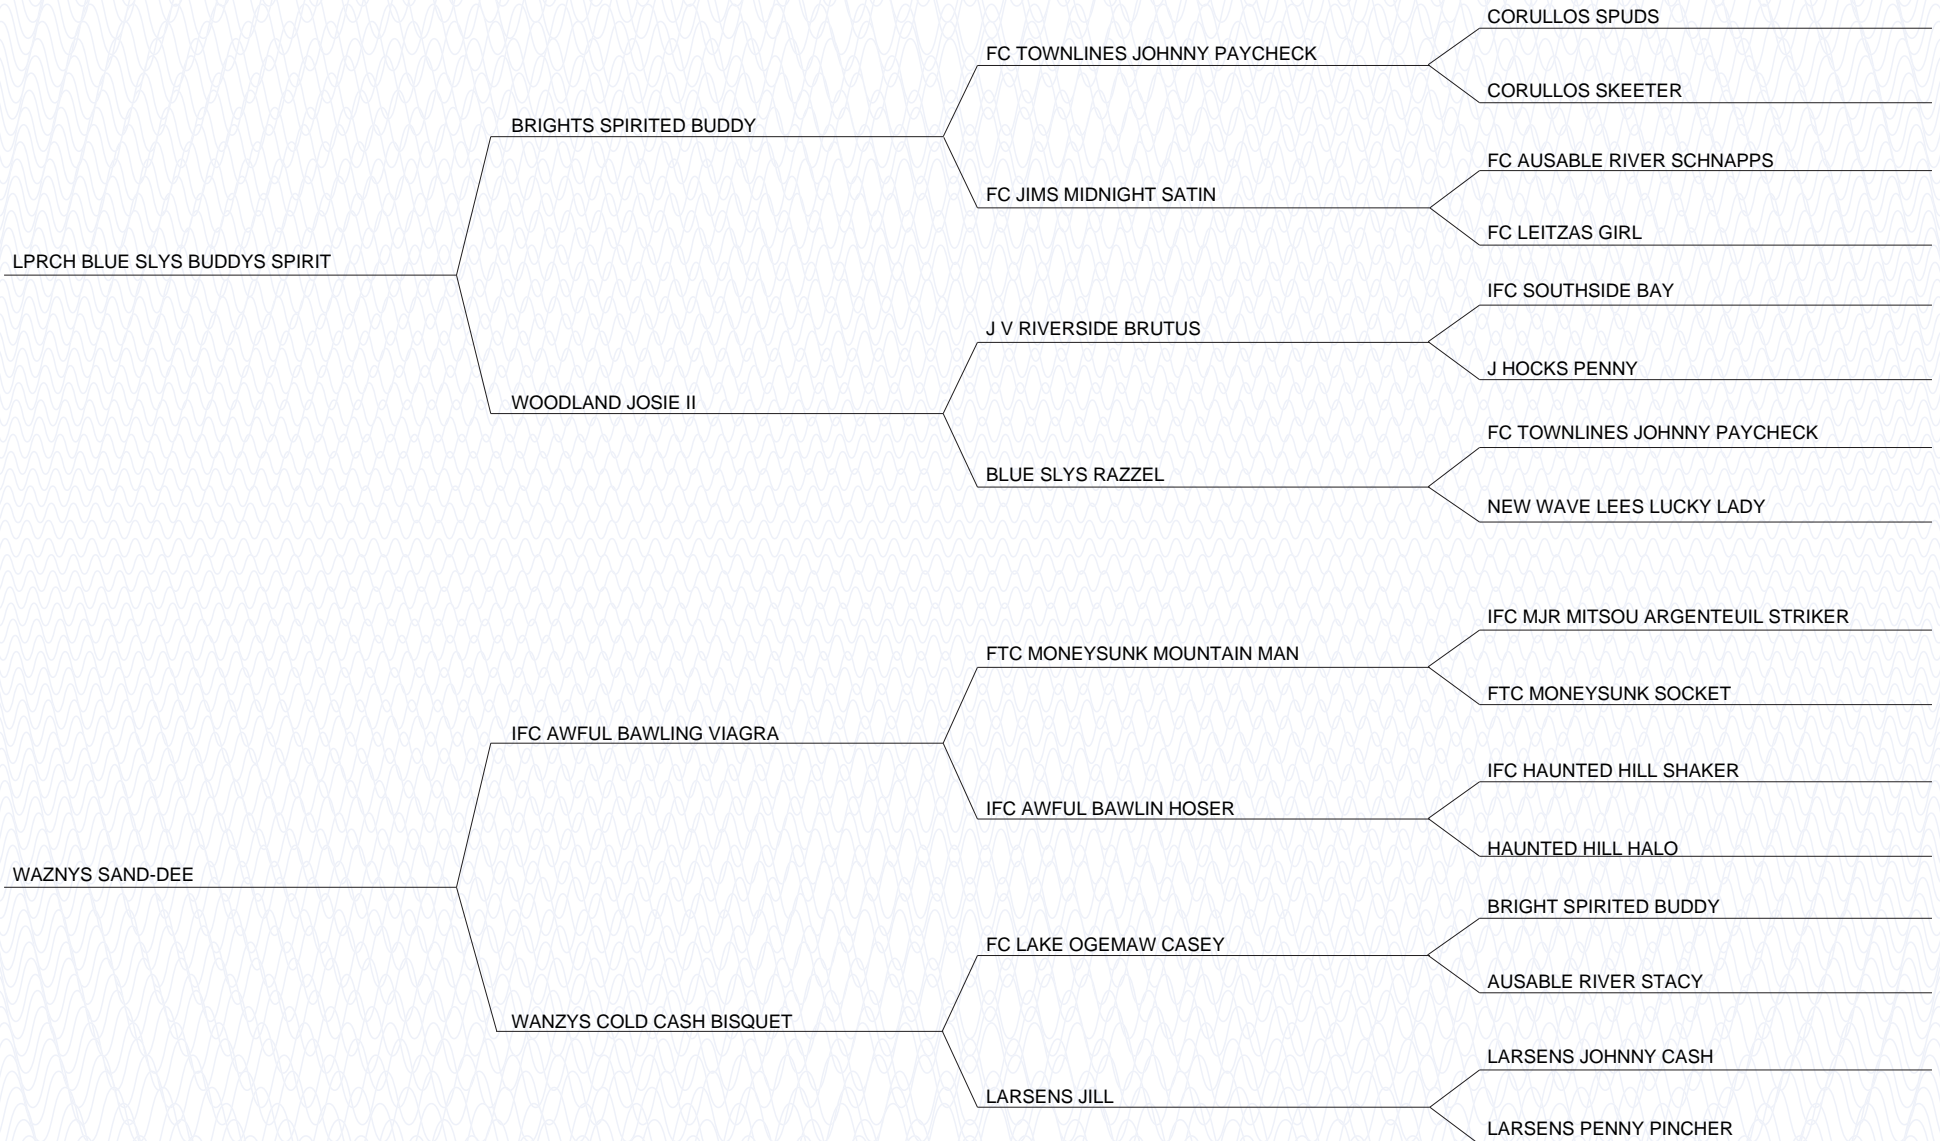 CORULLOS SPUDS
FC TOWNLINES JOHNNY PAYCHECK
CORULLOS SKEETER
BRIGHTS SPIRITED BUDDY
FC AUSABLE RIVER SCHNAPPS
FC JIMS MIDNIGHT SATIN
FC LEITZAS GIRL
LPRCH BLUE SLYS BUDDYS SPIRIT
IFC SOUTHSIDE BAY
J V RIVERSIDE BRUTUS
J HOCKS PENNY
WOODLAND JOSIE II
FC TOWNLINES JOHNNY PAYCHECK
BLUE SLYS RAZZEL
NEW WAVE LEES LUCKY LADY
IFC MJR MITSOU ARGENTEUIL STRIKER
FTC MONEYSUNK MOUNTAIN MAN
FTC MONEYSUNK SOCKET
IFC AWFUL BAWLING VIAGRA
IFC HAUNTED HILL SHAKER
IFC AWFUL BAWLIN HOSER
HAUNTED HILL HALO
WAZNYS SAND-DEE
BRIGHT SPIRITED BUDDY
FC LAKE OGEMAW CASEY
AUSABLE RIVER STACY
WANZYS COLD CASH BISQUET
LARSENS JOHNNY CASH
LARSENS JILL
LARSENS PENNY PINCHER